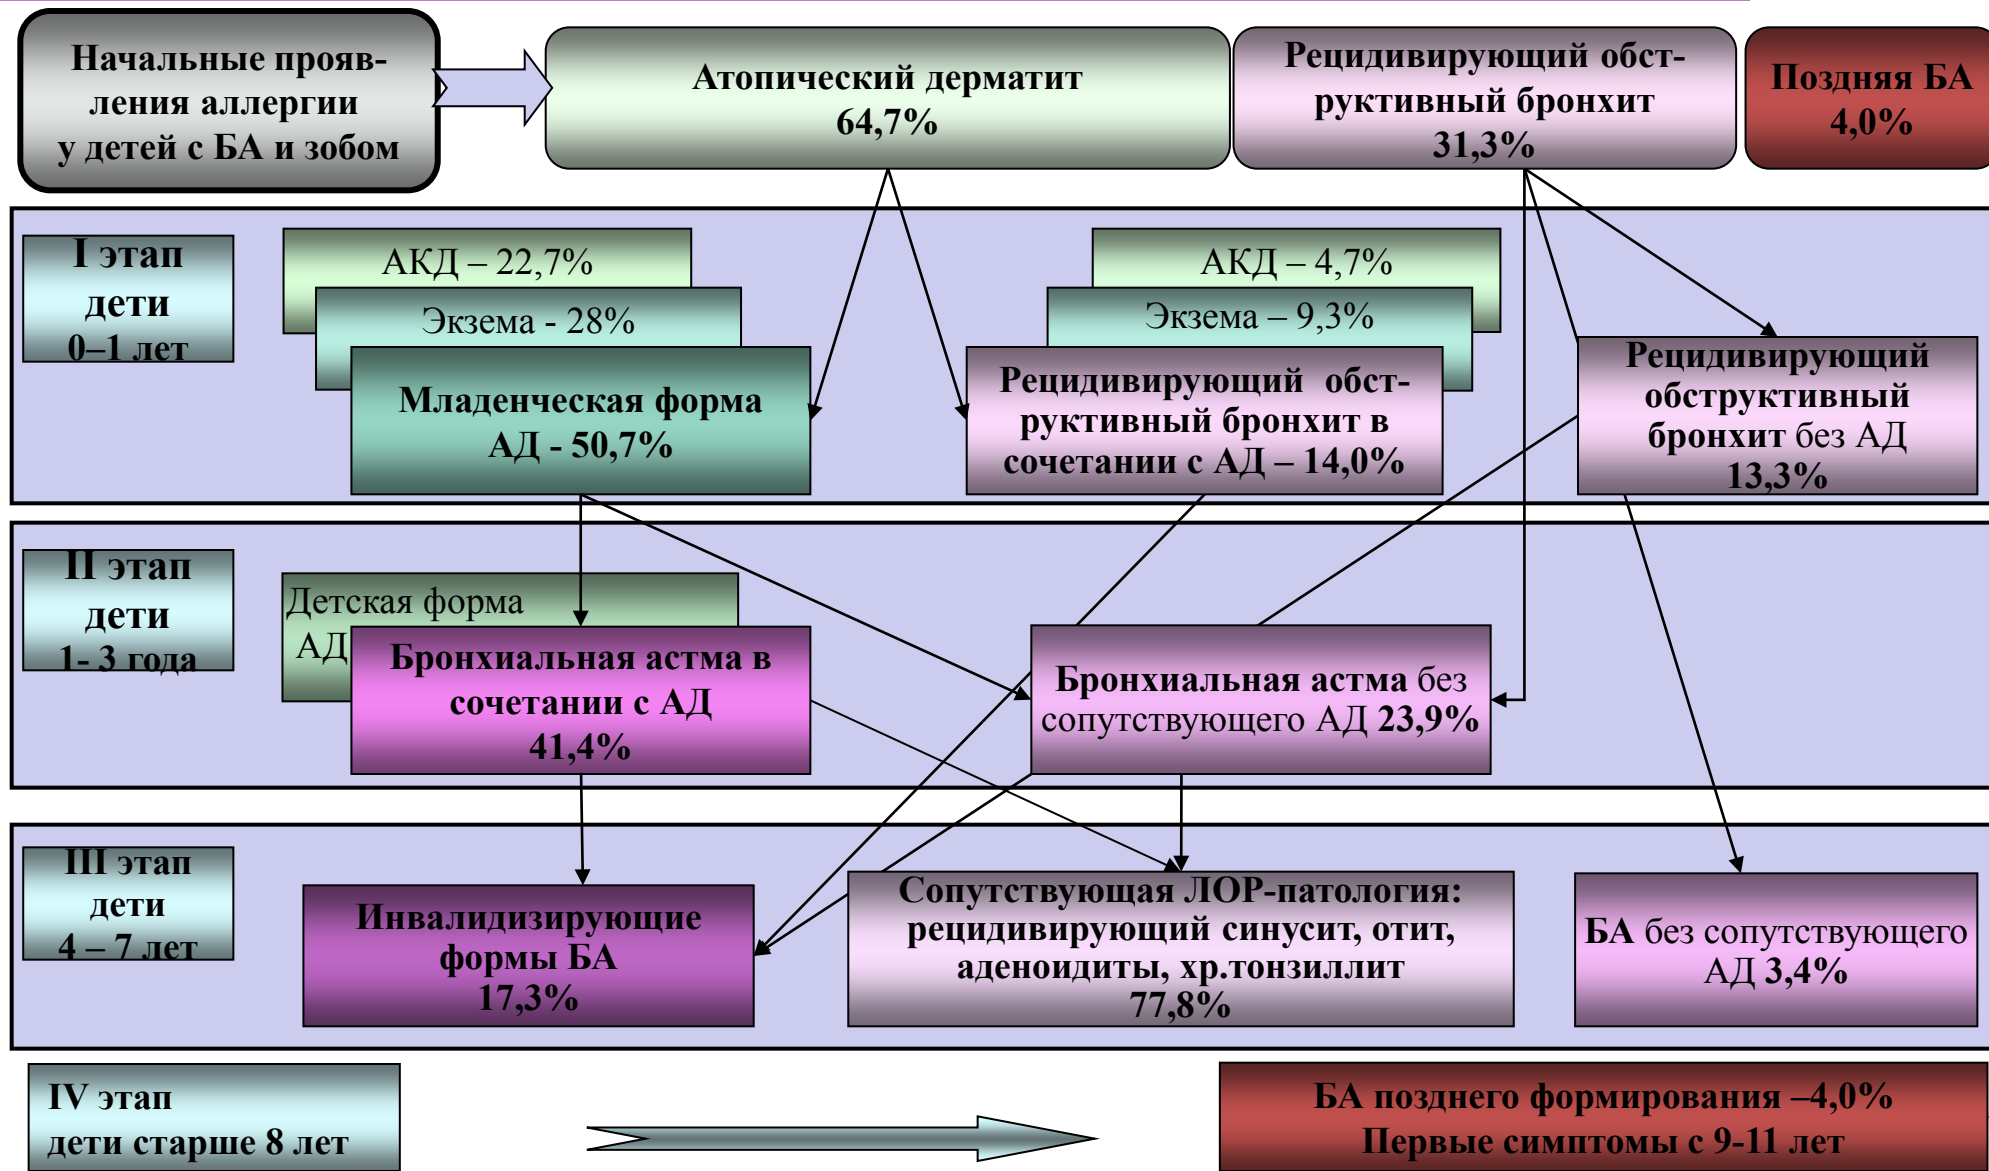 Начальные прояв-
ления аллергии
у детей с БА и зобом
Атопический дерматит
64,7%
Рецидивирующий обст-
руктивный бронхит
31,3%
Поздняя БА
4,0%
I этап
дети
0–1 лет
АКД – 22,7%
Экзема - 28%
Младенческая форма
АД - 50,7%
АКД – 4,7%
Экзема – 9,3%
Рецидивирующий обст-
руктивный бронхит в
сочетании с АД – 14,0%
Рецидивирующий
обструктивный
бронхит без АД
13,3%
II этап
дети
1- 3 года
Детская форма
АД
Бронхиальная астма в
сочетании с АД
41,4%
Бронхиальная астма без
сопутствующего АД 23,9%
III этап
дети
4 – 7 лет
Инвалидизирующие
формы БА
17,3%
Сопутствующая ЛОР-патология:
рецидивирующий синусит, отит,
аденоидиты, хр.тонзиллит
77,8%
БА без сопутствующего
АД 3,4%
IV этап
дети старше 8 лет
БА позднего формирования –4,0%
Первые симптомы с 9-11 лет